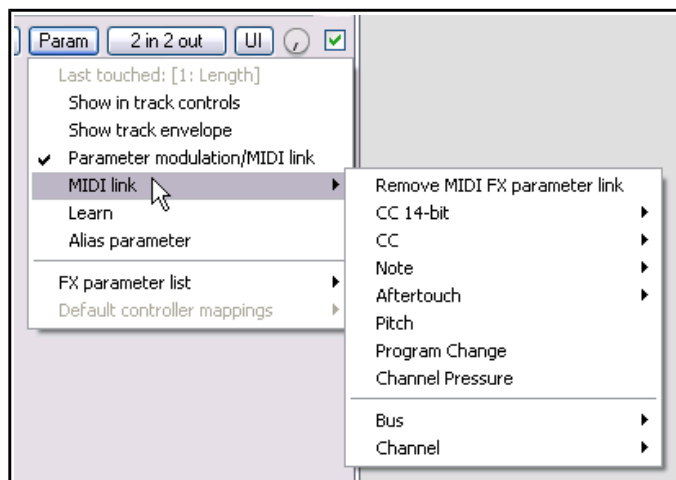 Param 2 in 2 out UI
Last touched: [1: Length]
Show in track controls
Show track envelope
Parameter modulation/MIDI link
MIDI link
Learn
Alias parameter
FX parameter list
Default controller mappings
Remove MIDI FX parameter link
CC 14-bit
CC
Note
Aftertouch
Pitch
Program Change
Channel Pressure
Bus
Channel